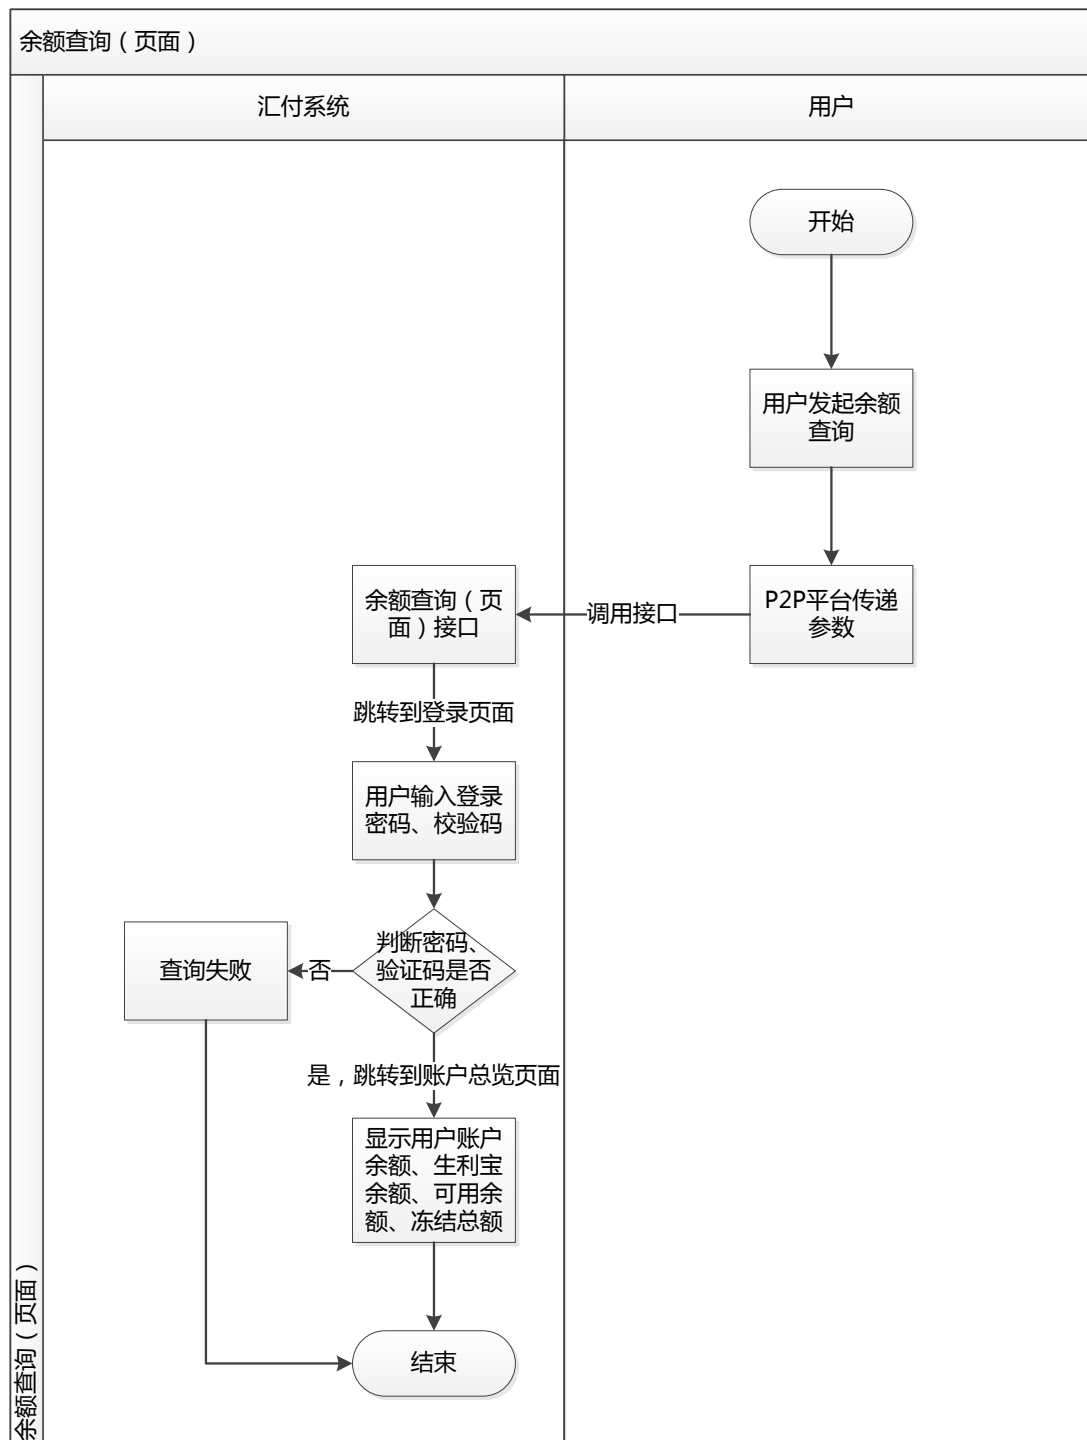 余额查询（页面）
汇付系统
用户
开始
用户发起余额
查询
P2P平台传递
参数
调用接口
余额查询（页
面）接口
跳转到登录页面
用户输入登录
密码、校验码
判断密码、
验证码是否
正确
否
查询失败
是，跳转到账户总览页面
显示用户账户
余额、生利宝
余额、可用余
额、冻结总额
结束
余额查询（页面）